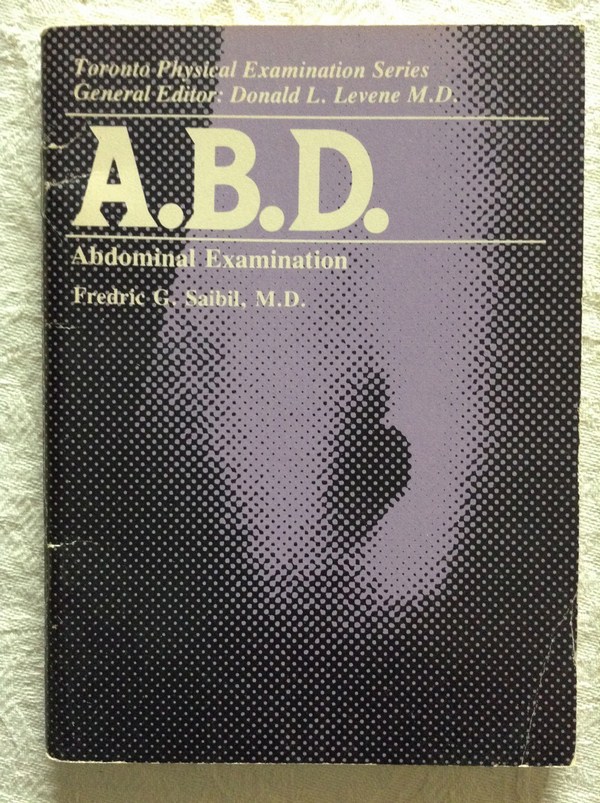 Toronto Physical Examination Series
General Editor: Donald L. Levene M.D.
A.B.D.
Abdominal Examination
Fredric G. Saibil, M.D.